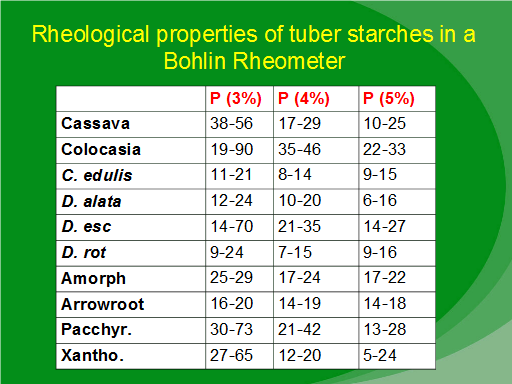 Rheological properties of tuber starches in a
Bohlin Rheometer
P (3%) P (4%) P (5%)
Cassava 38-56 17-29 10-25
Colocasia 19-90 35-46 22-33
C. edulis 11-21 8-14 9-15
D. alata 12-24 10-20 6-16
D. esc 14-70 21-35 14-27
D. rot 9-24 7-15 9-16
Amorph 25-29 17-24 17-22
Arrowroot 16-20 14-19 14-18
Pacchyr. 30-73 21-42 13-28
Xantho. 27-65 12-20 5-24